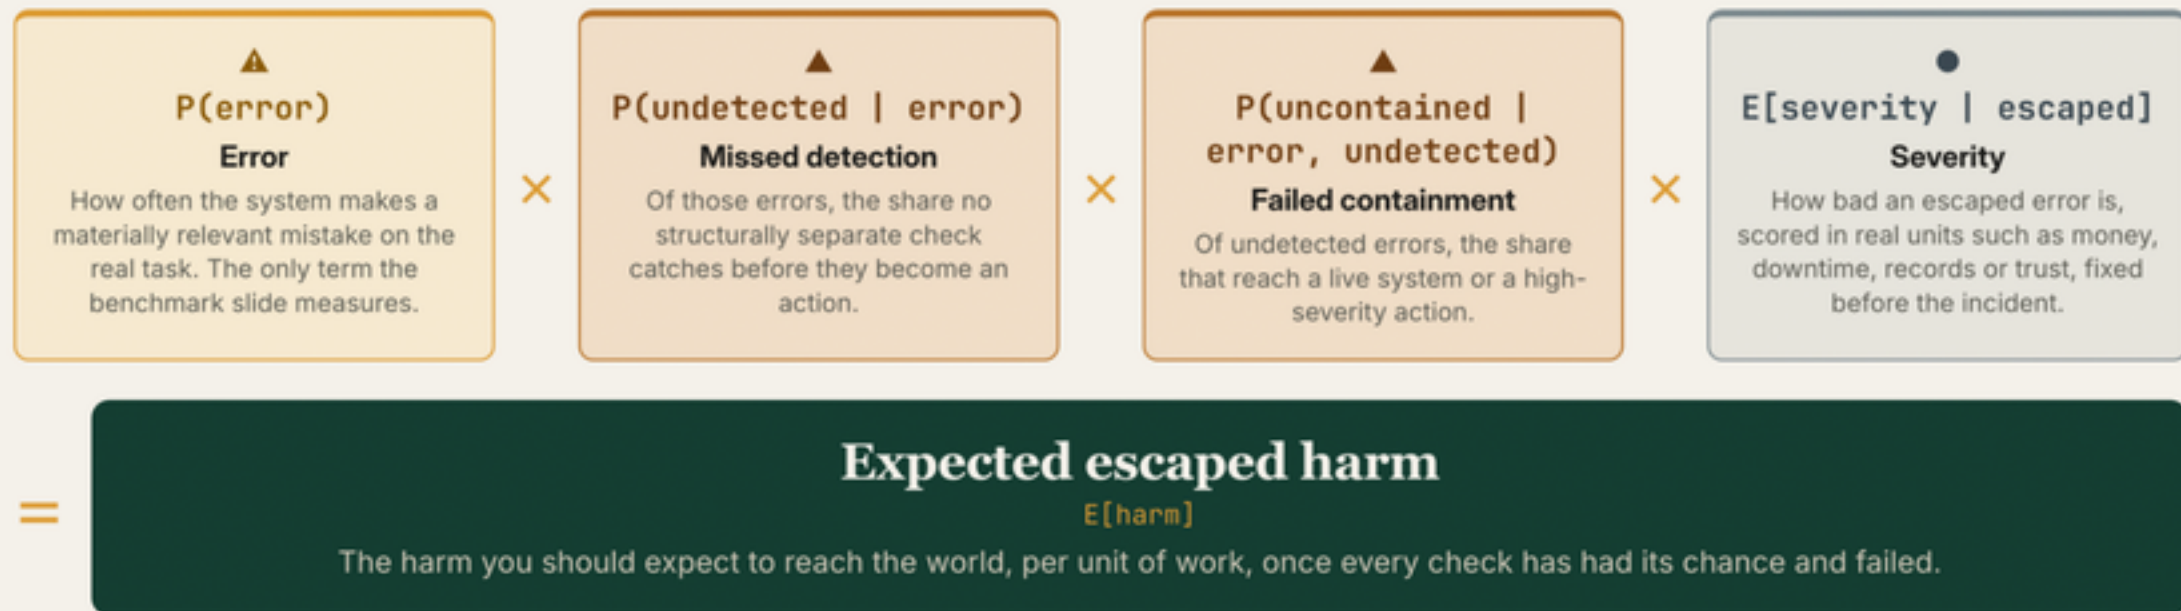 P(error)
Error
How often the system makes a
materially relevant mistake on the
real task. The only term the
benchmark slide measures.
×
P(undetected | error)
Missed detection
Of those errors, the share no
structurally separate check
catches before they become an
action.
×
P(uncontained |
error, undetected)
Failed containment
Of undetected errors, the share
that reach a live system or a high-
severity action.
×
E[severity | escaped]
Severity
How bad an escaped error is,
scored in real units such as money,
downtime, records or trust, fixed
before the incident.
=
Expected escaped harm
E[harm]
The harm you should expect to reach the world, per unit of work, once every check has had its chance and failed.